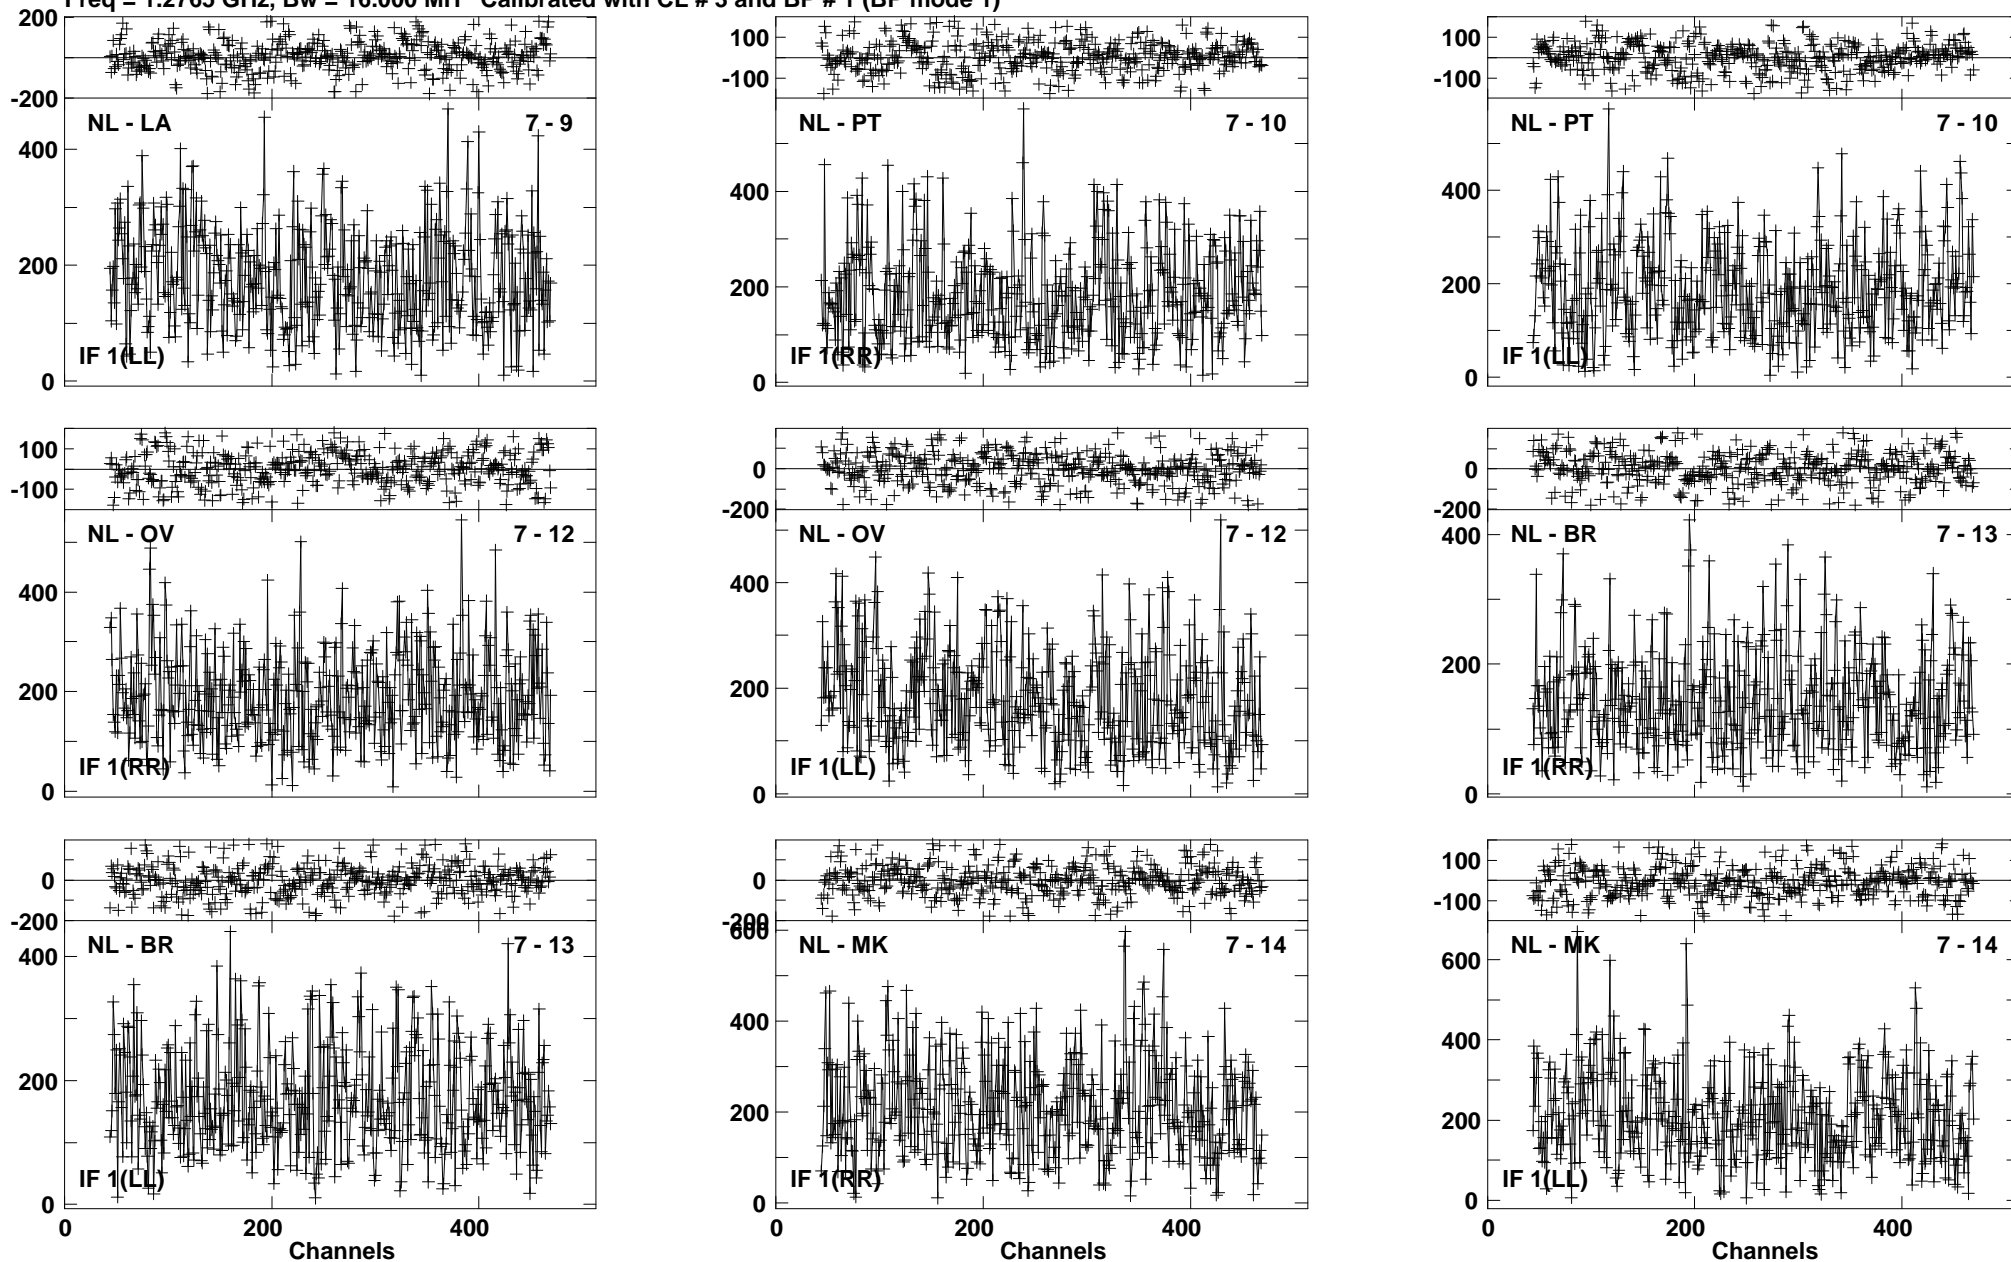 Freq = 1.2765 GHz, Bw = 16.000 MH Calibrated with CL # 3 and BP # 1 (BP mode 1)
200
-200
NL - LA 7 - 9
400
200
0
IF 1(LL)
100
-100
NL - PT 7 - 10
400
200
0
IF 1(RR)
100
-100
NL - PT 7 - 10
400
200
0
IF 1(LL)
100
-100
NL - OV 7 - 12
400
200
0
IF 1(RR)
0
-200
NL - OV 7 - 12
400
200
0
IF 1(LL)
0
-200
400
NL - BR 7 - 13
200
0
IF 1(RR)
0
-200
NL - BR 7 - 13
400
200
0
IF 1(LL)
0 200 400
Channels
0
-200
600
NL - MK 7 - 14
400
200
0
IF 1(RR)
0 200 400
Channels
100
-100
NL - MK 7 - 14
600
400
200
0
IF 1(LL)
0 200 400
Channels